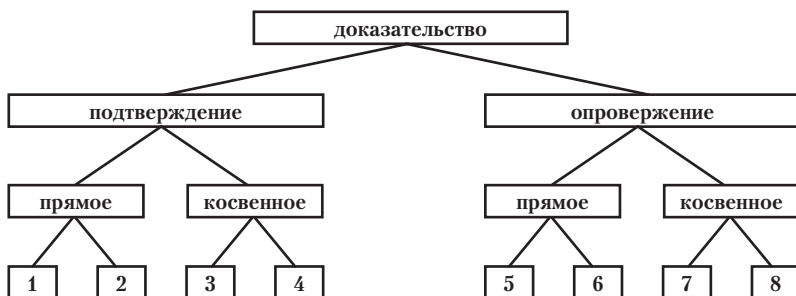 доказательство
подтверждение опровержение
прямое косвенное прямое косвенное
1 2 3 4 5 6 7 8